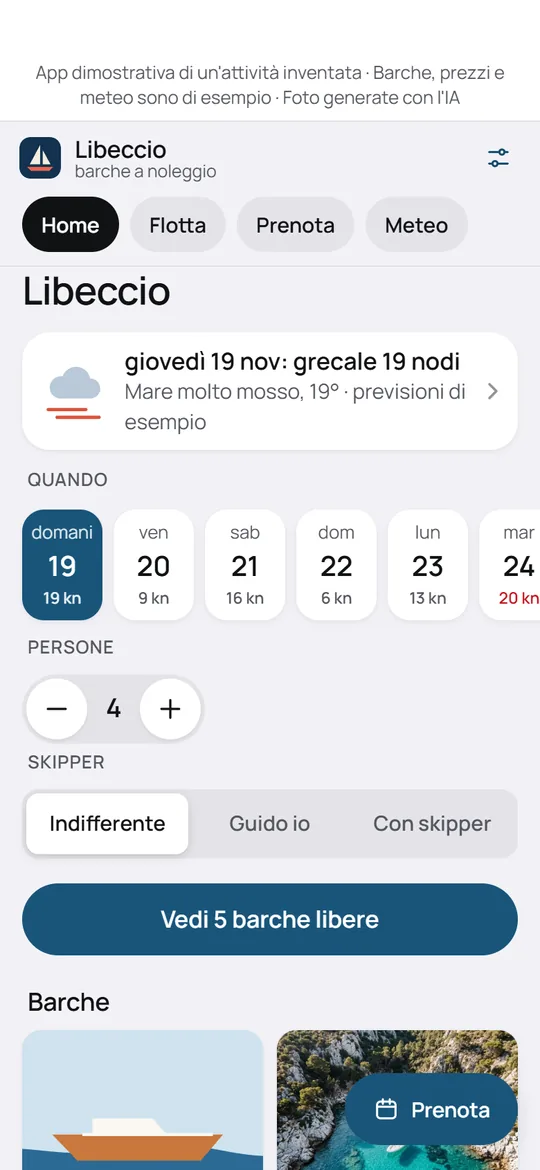 App dimostrativa di un'attività inventata · Barche, prezzi e
meteo sono di esempio · Foto generate con l'IA
Libeccio
barche a noleggio
Home
Flotta
Prenota
Meteo
Libeccio
giovedì 19 nov: grecale 19 nodi
Mare molto mosso, 19° · previsioni di
esempio
QUANDO
domani
19
19 kn
ven
20
9 kn
sab
21
16 kn
dom
22
6 kn
lun
23
13 kn
mar
24
20 kn
PERSONE
4
SKIPPER
Indifferente
Guido io
Con skipper
Vedi 5 barche libere
Barche
Prenota